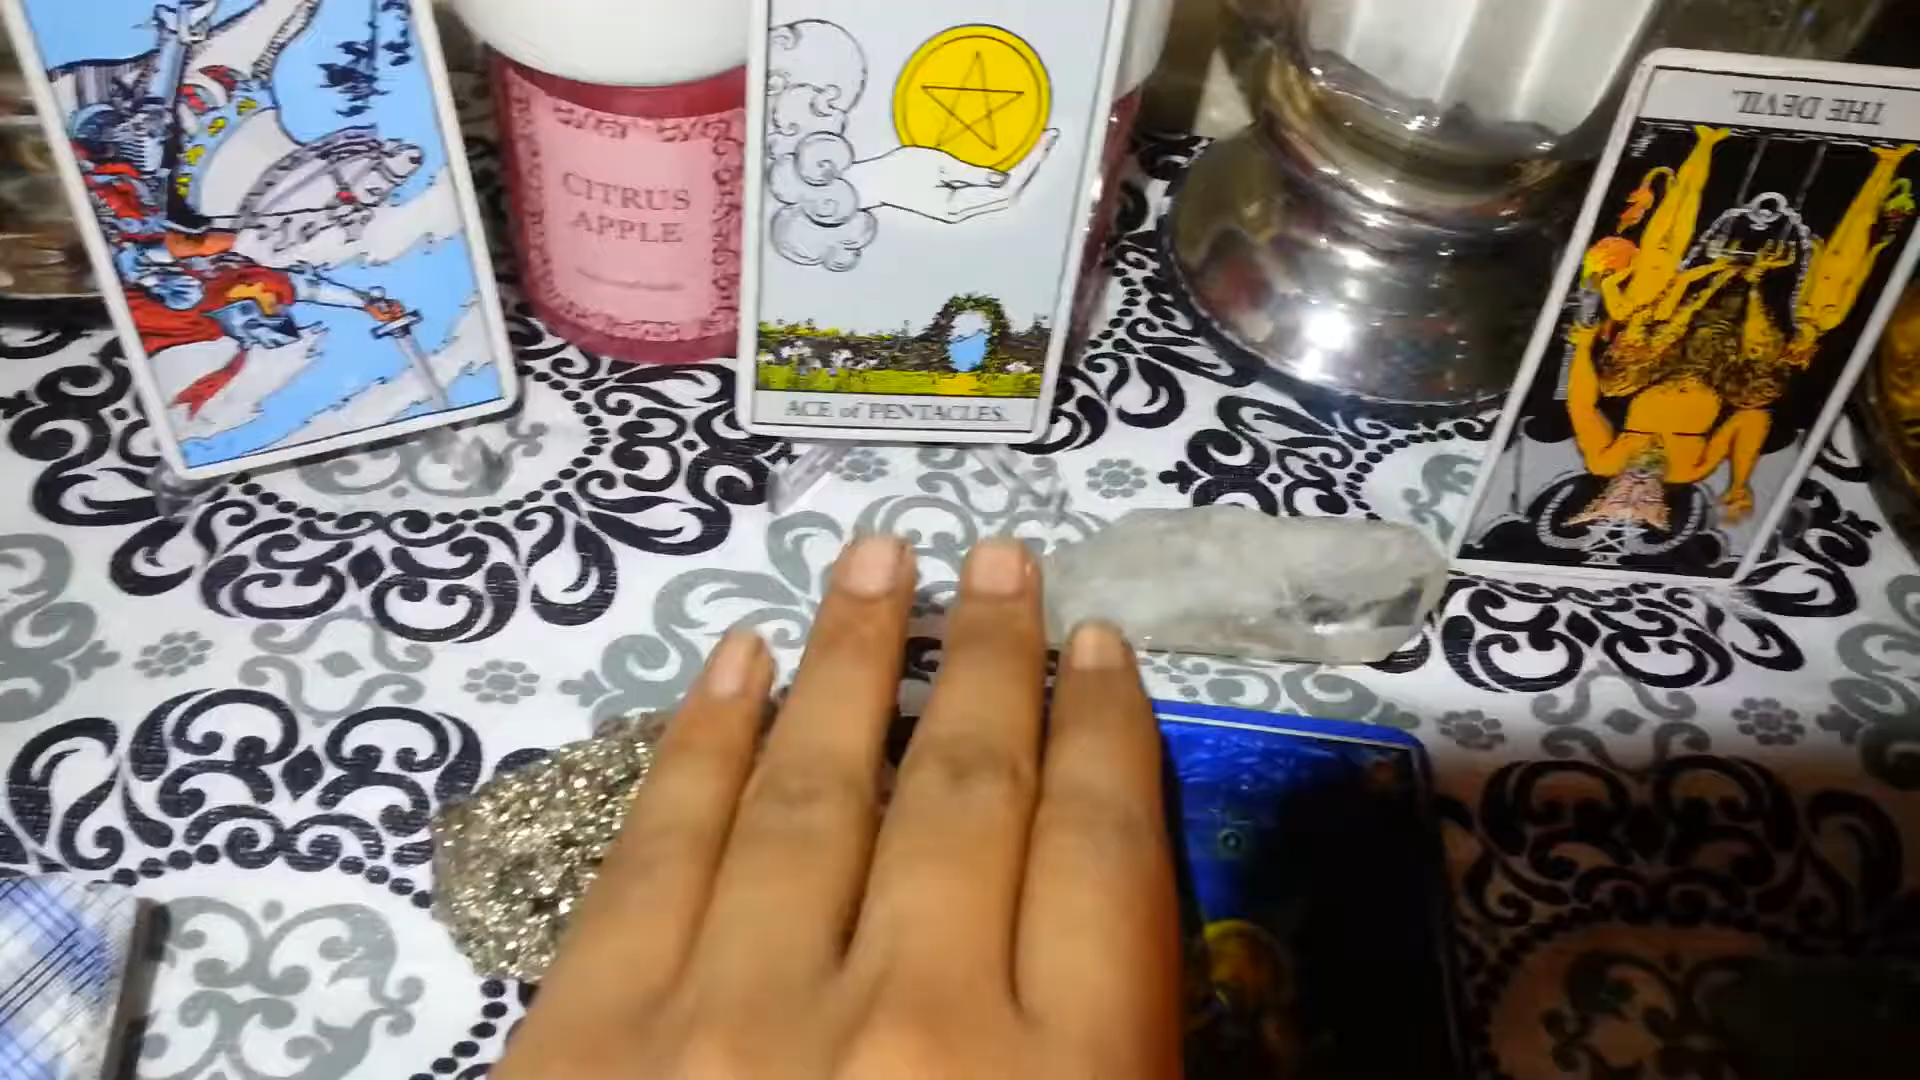 CITRUS
APPLE
ACE of PENTACLES.
THE DEVIL